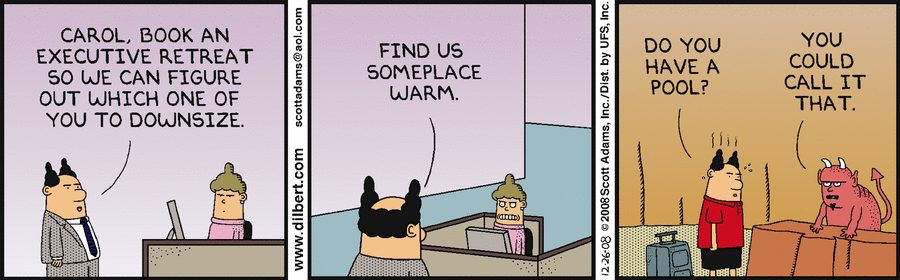 CAROL, BOOK AN
EXECUTIVE RETREAT
SO WE CAN FIGURE
OUT WHICH ONE OF
YOU TO DOWNSIZE.
www.dilbert.com scottadams@aol.com
FIND US
SOMEPLACE
WARM.
12-26-08 © 2008 Scott Adams, Inc./Dist. by UFS, Inc.
DO YOU
HAVE A
POOL?
YOU
COULD
CALL IT
THAT.